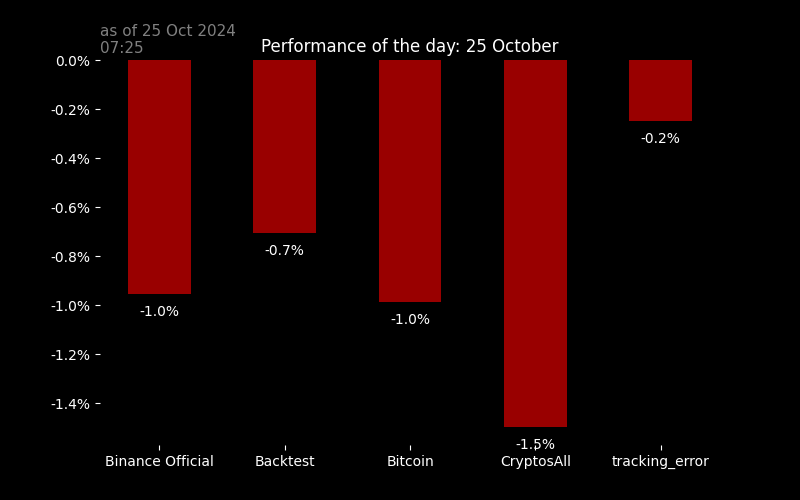 as of 25 Oct 2024
07:25
Performance of the day: 25 October
0.0%
-0.2%
-0.4%
-0.6%
-0.8%
-1.0%
-1.2%
-1.4%
-1.0%
-0.7%
-1.0%
-1.5%
-0.2%
Binance Official
Backtest
Bitcoin
CryptosAll
tracking_error